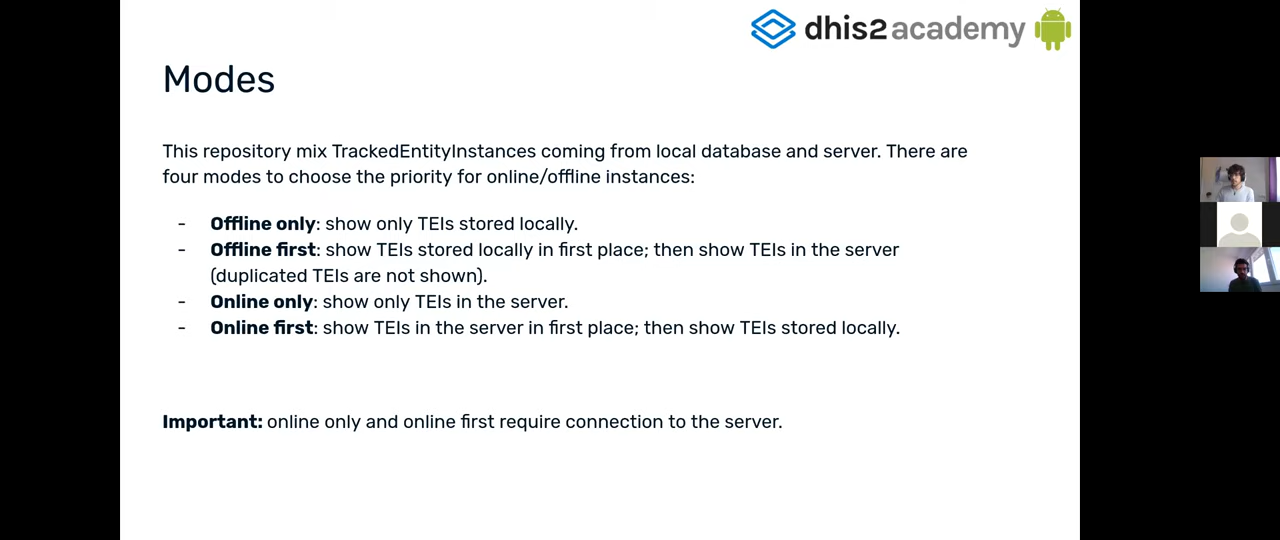 dhis2 academy
Modes
This repository mix TrackedEntityInstances coming from local database and server. There are
four modes to choose the priority for online/offline instances:
- Offline only: show only TEIs stored locally.
- Offline first: show TEIs stored locally in first place; then show TEIs in the server
(duplicated TEIs are not shown).
- Online only: show only TEIs in the server.
- Online first: show TEIs in the server in first place; then show TEIs stored locally.
Important: online only and online first require connection to the server.